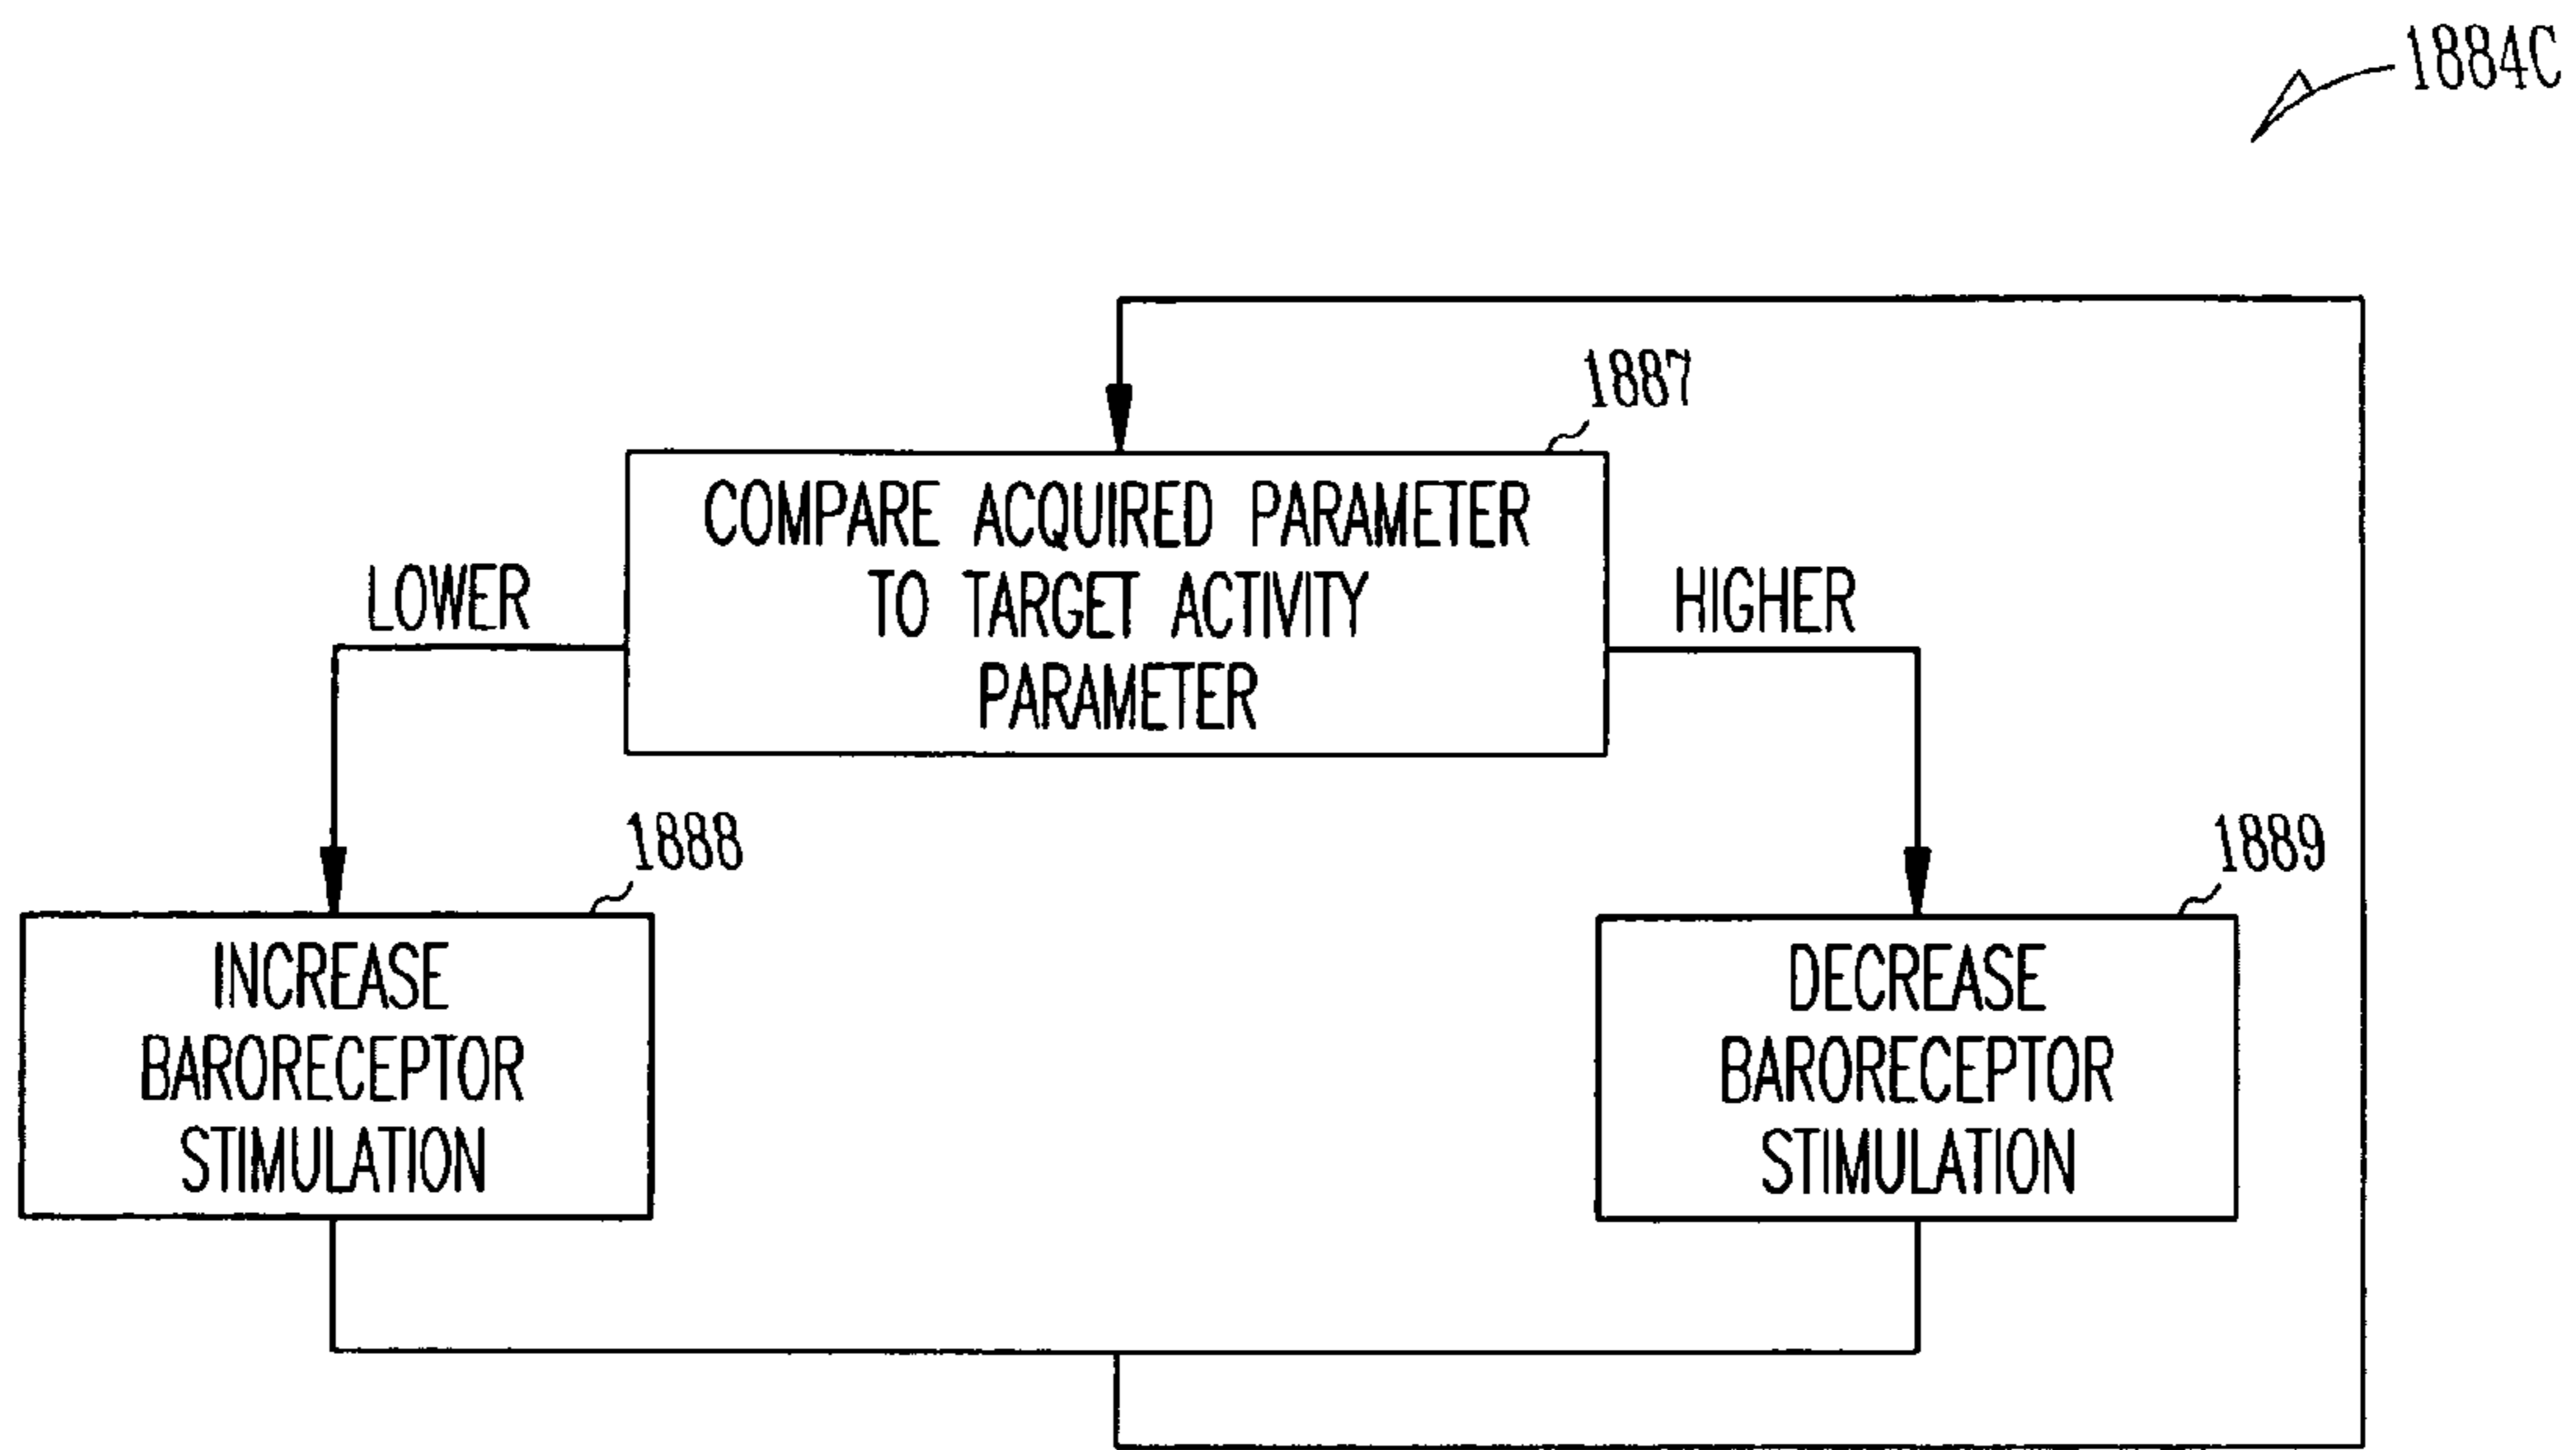 1884C
1887
COMPARE ACQUIRED PARAMETER
TO TARGET ACTIVITY
PARAMETER
LOWER
HIGHER
1888
INCREASE
BARORECEPTOR
STIMULATION
1889
DECREASE
BARORECEPTOR
STIMULATION